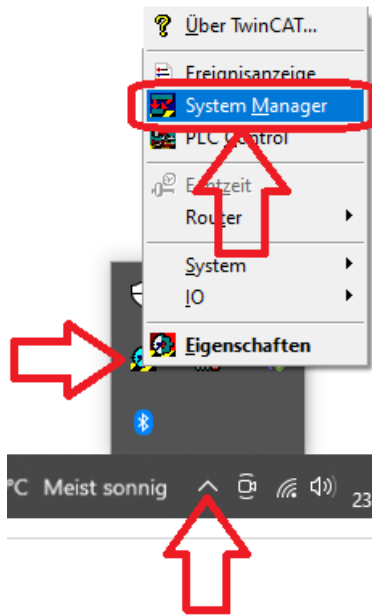 Über TwinCAT...
Ereignisanzeige
System Manager
PLC Control
Echtzeit
Router
System
IO
Eigenschaften
°C Meist sonnig
23